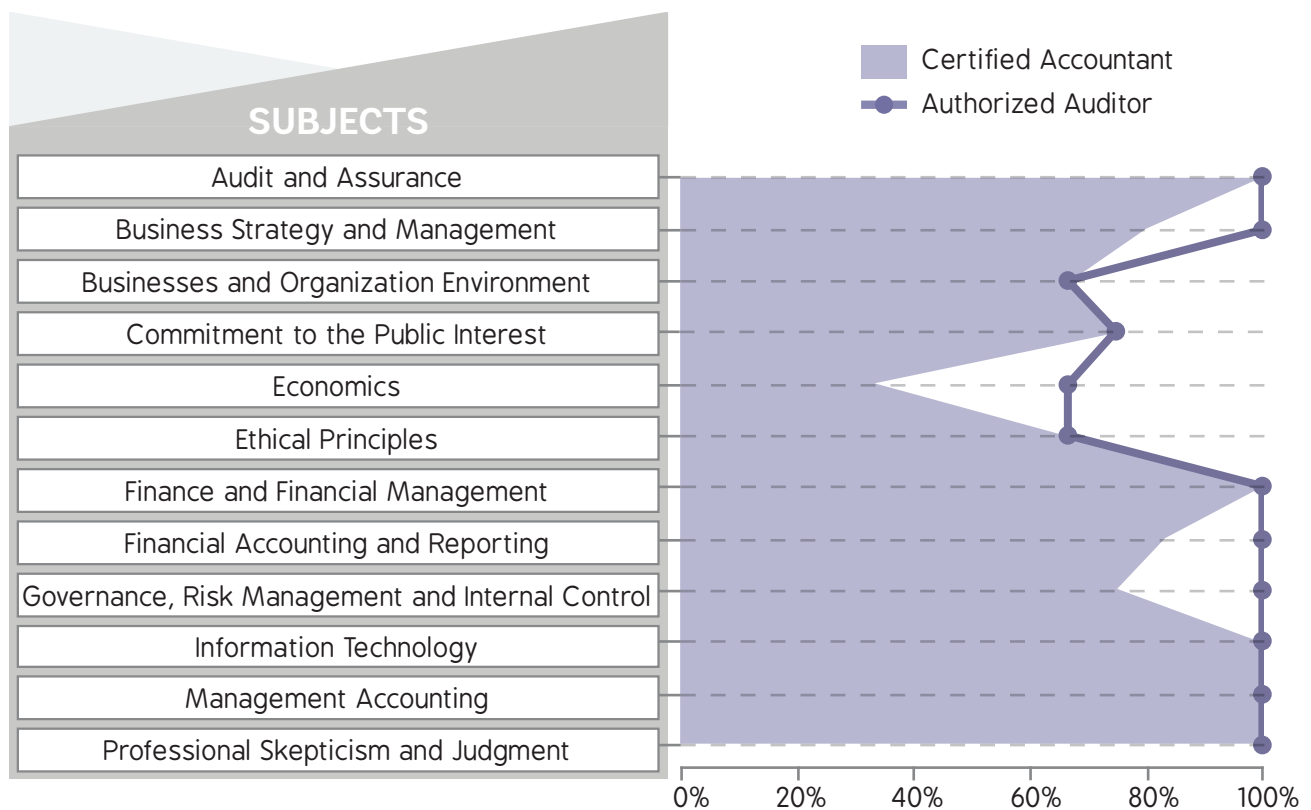 Certified Accountant
Authorized Auditor
SUBJECTS
Audit and Assurance
Business Strategy and Management
Businesses and Organization Environment
Commitment to the Public Interest
Economics
Ethical Principles
Finance and Financial Management
Financial Accounting and Reporting
Governance, Risk Management and Internal Control
Information Technology
Management Accounting
Professional Skepticism and Judgment
0% 20% 40% 60% 80% 100%